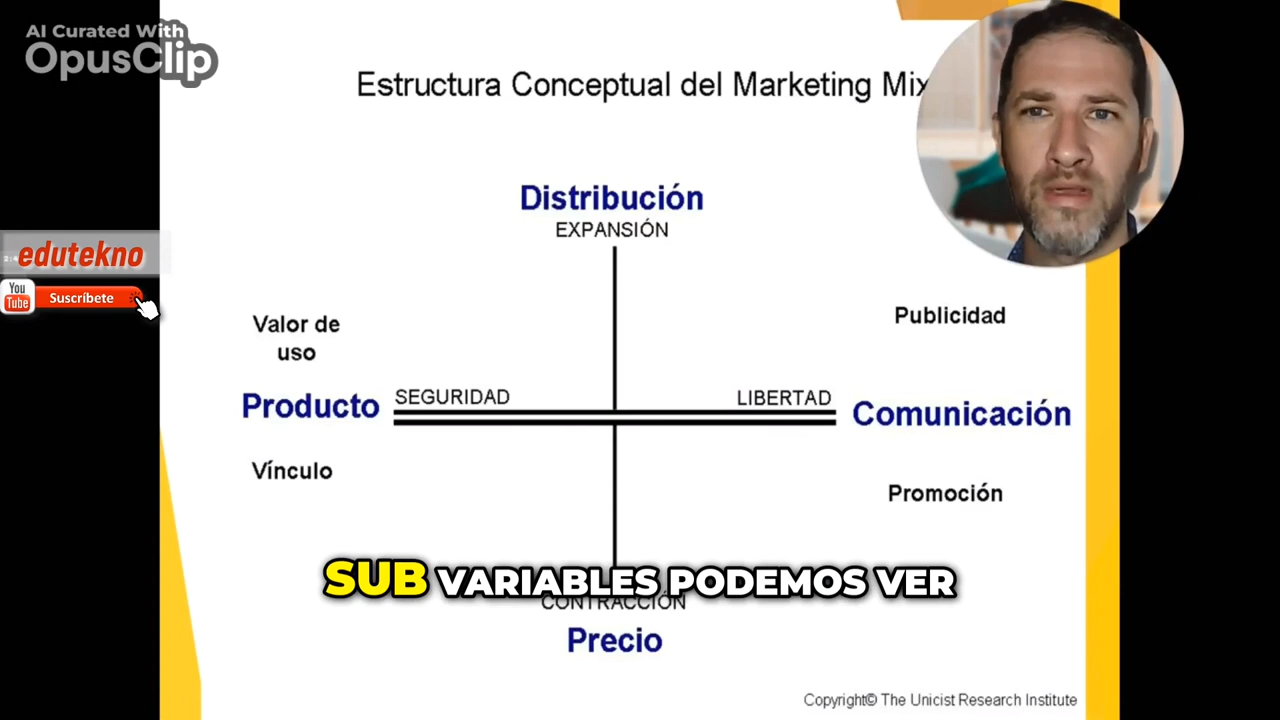 AI Curated With
OpusClip
Estructura Conceptual del Marketing Mix
Distribución
EXPANSIÓN
edutekno
You
Tube
Suscríbete
Valor de
uso
Publicidad
SEGURIDAD
LIBERTAD
Producto
Comunicación
Vínculo
Promoción
SUB VARIABLES PODEMOS VER
CONTRACCIÓN
Precio
Copyright© The Unicist Research Institute